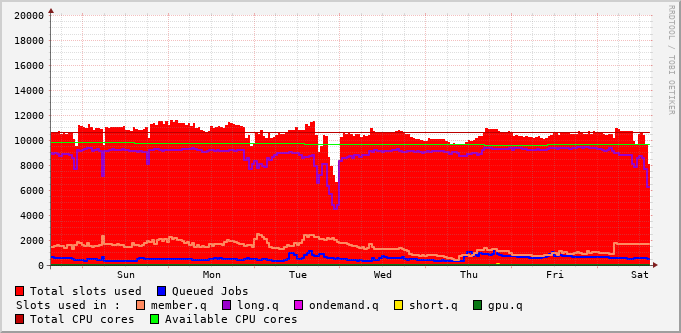 20000
18000
16000
14000
12000
10000
8000
6000
4000
2000
0
Sun Mon Tue Wed Thu Fri Sat
Total slots used Queued Jobs
Slots used in : member.q long.q ondemand.q short.q gpu.q
Total CPU cores Available CPU cores
RRDTOOL / TOBI OETIKER